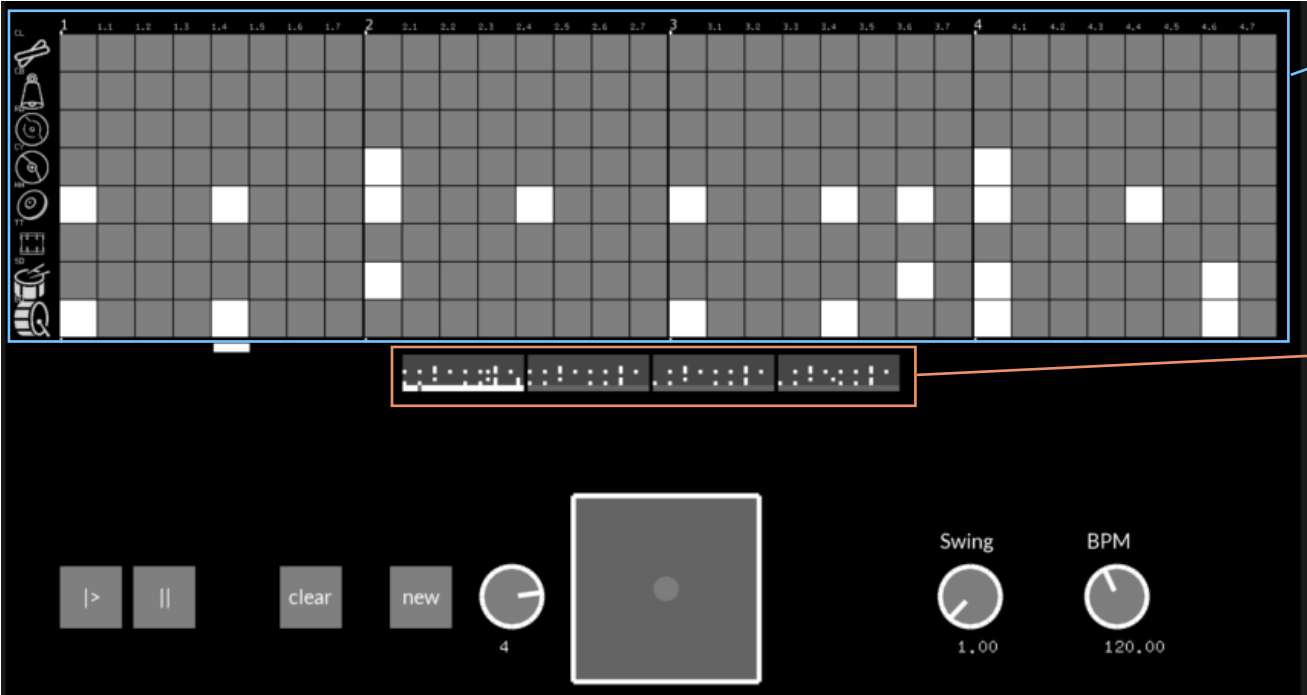 1 1.1 1.2 1.3 1.4 1.5 1.6 1.7 2 2.1 2.2 2.3 2.4 2.5 2.6 2.7 3 3.1 3.2 3.3 3.4 3.5 3.6 3.7 4 4.1 4.2 4.3 4.4 4.5 4.6 4.7
CL
CB
RD
CY
HH
TT
SD
Swing BPM
|> || clear new
4 1.00 120.00